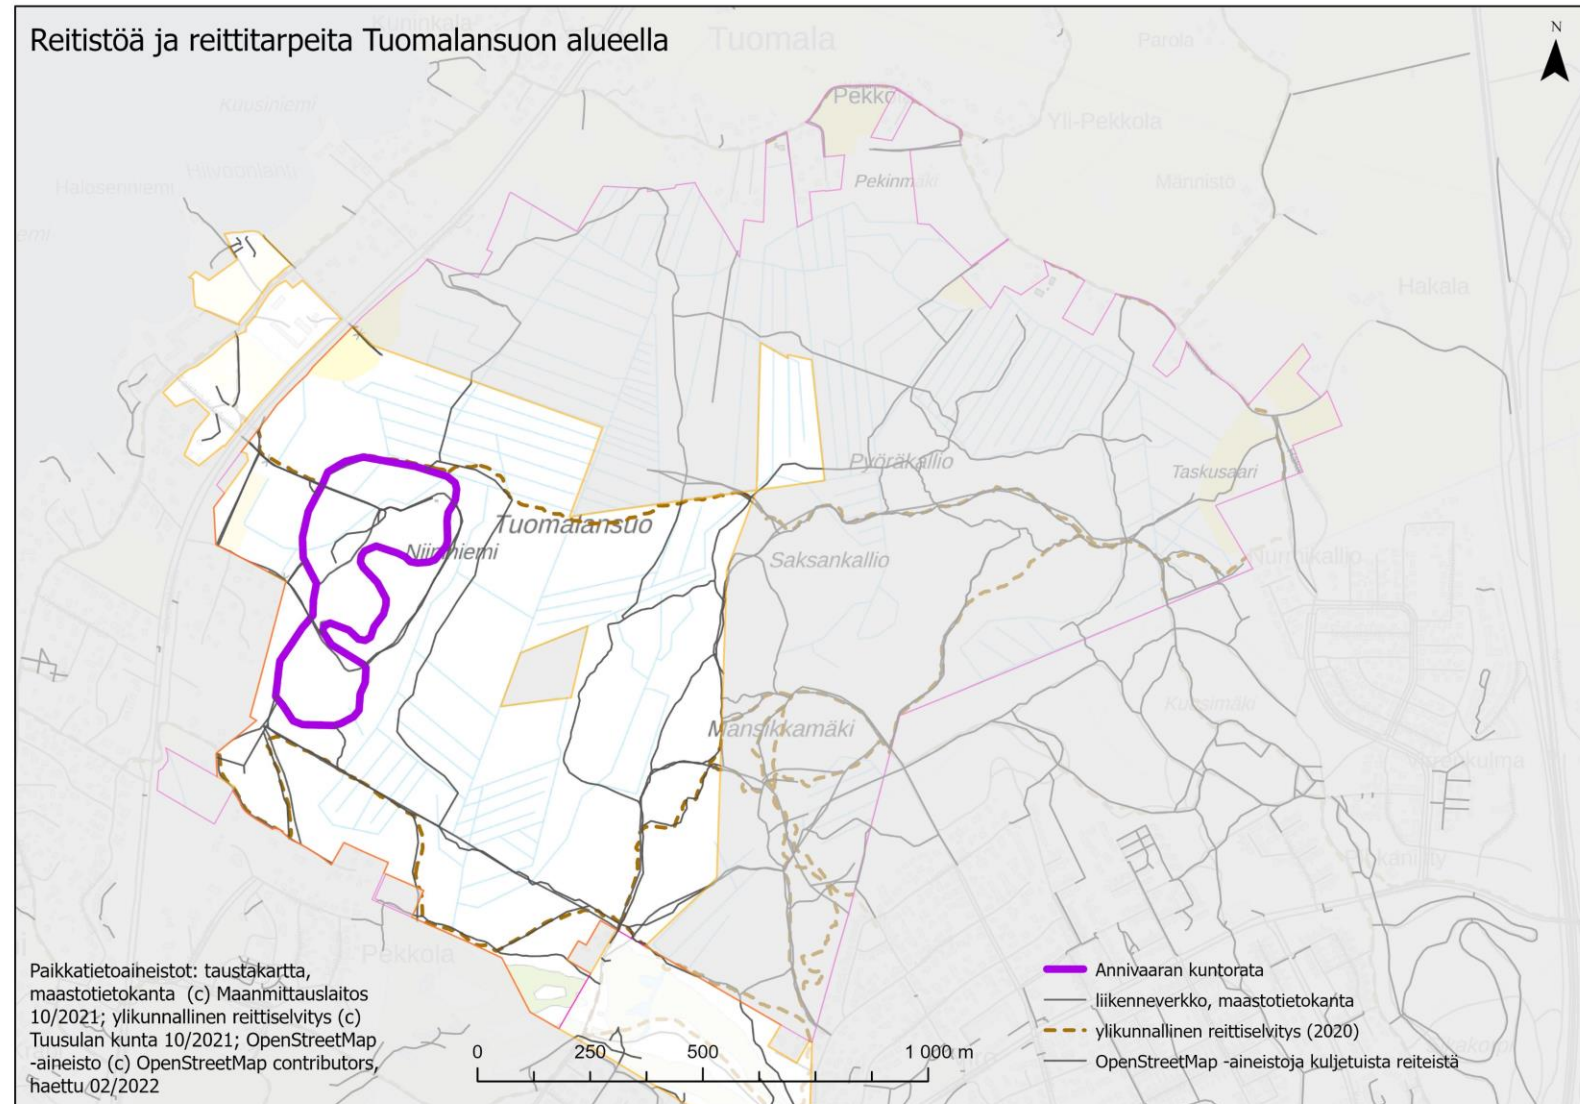 Reitistöä ja reittitarpeita Tuomalansuon alueella
N
Kuninkala
Tuomala
Parola
Kuusiniemi
Pekkola
Yli-Pekkola
Halosenniemi
Pekinmäki
Männistö
Hakala
Pyöräkallio
Taskusaari
Tuomalansuo
Niinniemi
Saksankallio
Nurmikallio
Mansikkamäki
Kuusimäki
Pekkola
Paikkatietoaineistot: taustakartta,
maastotietokanta (c) Maanmittauslaitos
10/2021; ylikunnallinen reittiselvitys (c)
Tuusulan kunta 10/2021; OpenStreetMap
-aineisto (c) OpenStreetMap contributors,
haettu 02/2022
0 250 500 1 000 m
Annivaaran kuntorata
liikenneverkko, maastotietokanta
ylikunnallinen reittiselvitys (2020)
OpenStreetMap -aineistoja kuljetuista reiteistä